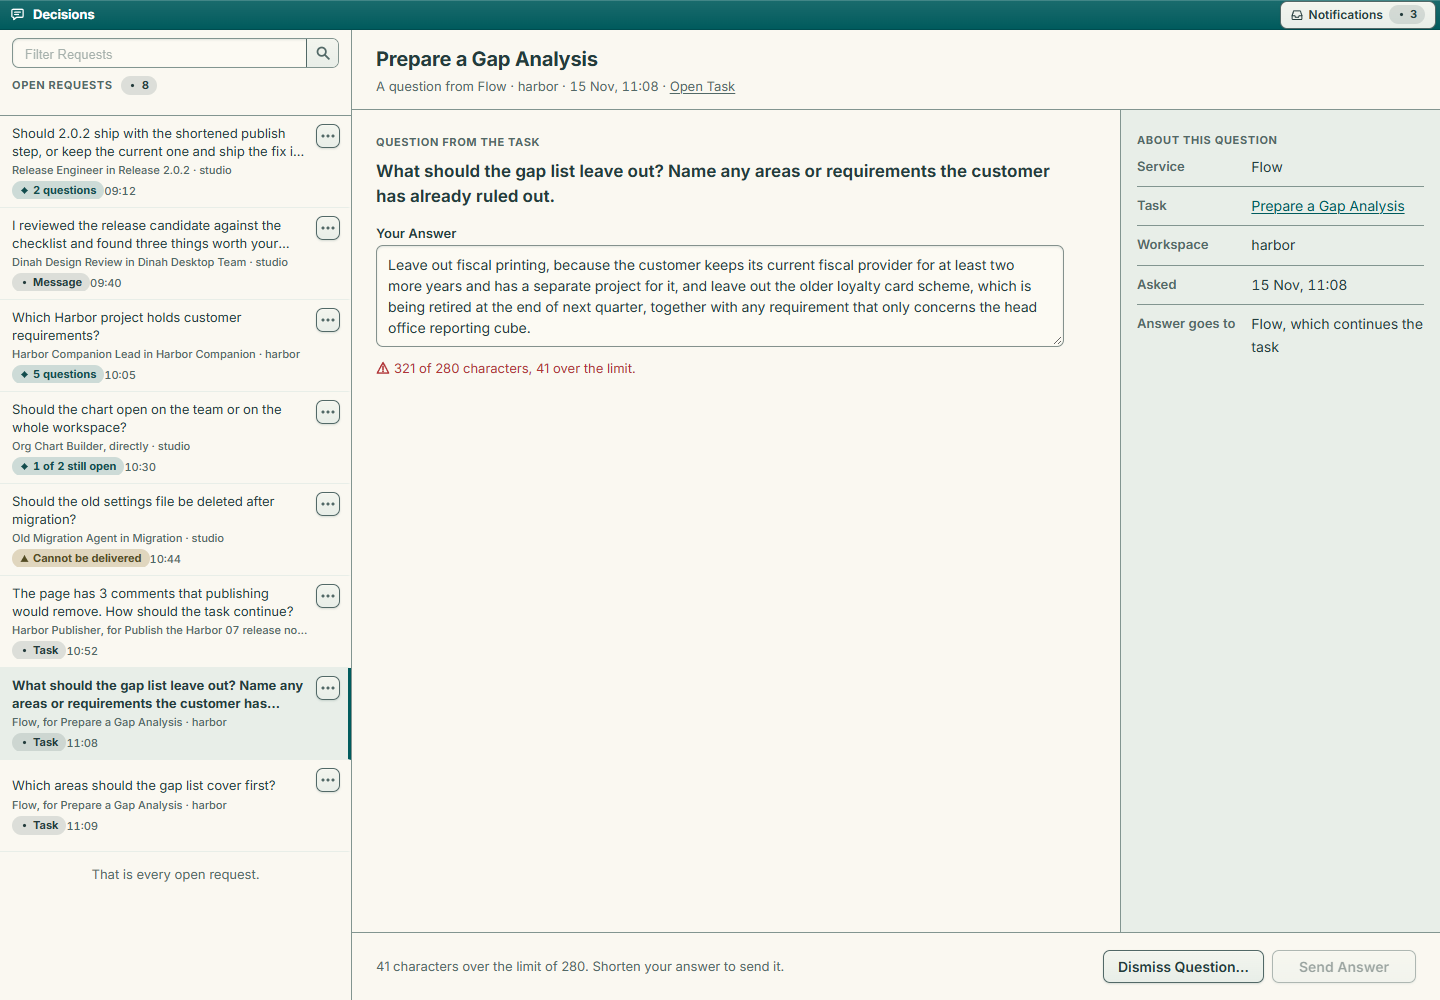 Decisions
Notifications • 3
Filter Requests
OPEN REQUESTS • 8
Should 2.0.2 ship with the shortened publish
step, or keep the current one and ship the fix i...
Release Engineer in Release 2.0.2 · studio
2 questions 09:12
I reviewed the release candidate against the
checklist and found three things worth your...
Dinah Design Review in Dinah Desktop Team · studio
• Message 09:40
Which Harbor project holds customer
requirements?
Harbor Companion Lead in Harbor Companion · harbor
5 questions 10:05
Should the chart open on the team or on the
whole workspace?
Org Chart Builder, directly · studio
1 of 2 still open 10:30
Should the old settings file be deleted after
migration?
Old Migration Agent in Migration · studio
Cannot be delivered 10:44
The page has 3 comments that publishing
would remove. How should the task continue?
Harbor Publisher, for Publish the Harbor 07 release no...
• Task 10:52
What should the gap list leave out? Name any
areas or requirements the customer has...
Flow, for Prepare a Gap Analysis · harbor
• Task 11:08
Which areas should the gap list cover first?
Flow, for Prepare a Gap Analysis · harbor
• Task 11:09
That is every open request.
Prepare a Gap Analysis
A question from Flow · harbor · 15 Nov, 11:08 · Open Task
QUESTION FROM THE TASK
What should the gap list leave out? Name any areas or requirements the customer
has already ruled out.
Your Answer
Leave out fiscal printing, because the customer keeps its current fiscal provider for at least two
more years and has a separate project for it, and leave out the older loyalty card scheme, which is
being retired at the end of next quarter, together with any requirement that only concerns the head
office reporting cube.
321 of 280 characters, 41 over the limit.
ABOUT THIS QUESTION
Service Flow
Task Prepare a Gap Analysis
Workspace harbor
Asked 15 Nov, 11:08
Answer goes to Flow, which continues the
task
41 characters over the limit of 280. Shorten your answer to send it.
Dismiss Question...
Send Answer